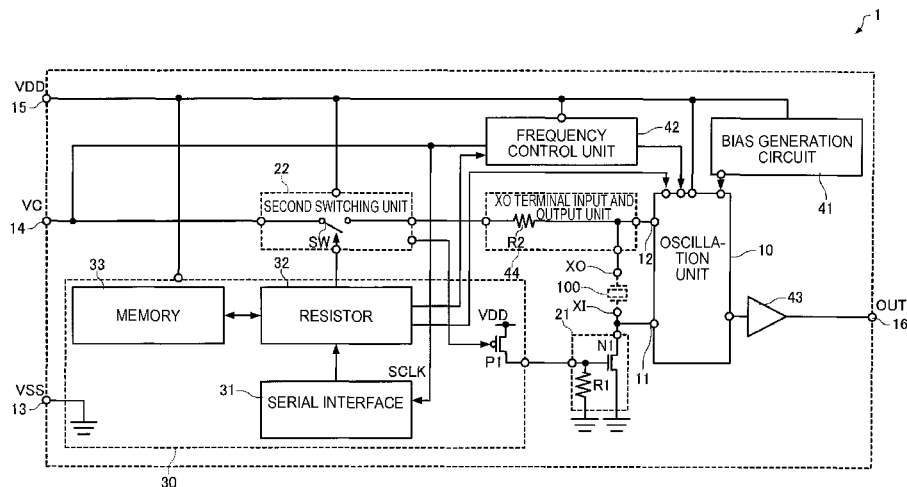 1
VDD
15
FREQUENCY
CONTROL UNIT
42
BIAS GENERATION
CIRCUIT
41
22
VC
14
SECOND SWITCHING UNIT
SW
XO TERMINAL INPUT AND
OUTPUT UNIT
R2
44
12
OSCILLA-
TION
UNIT
10
33
MEMORY
32
RESISTOR
XO
100
XI
43
OUT
16
VDD
P1
21
N1
R1
11
SCLK
31
SERIAL INTERFACE
VSS
13
30